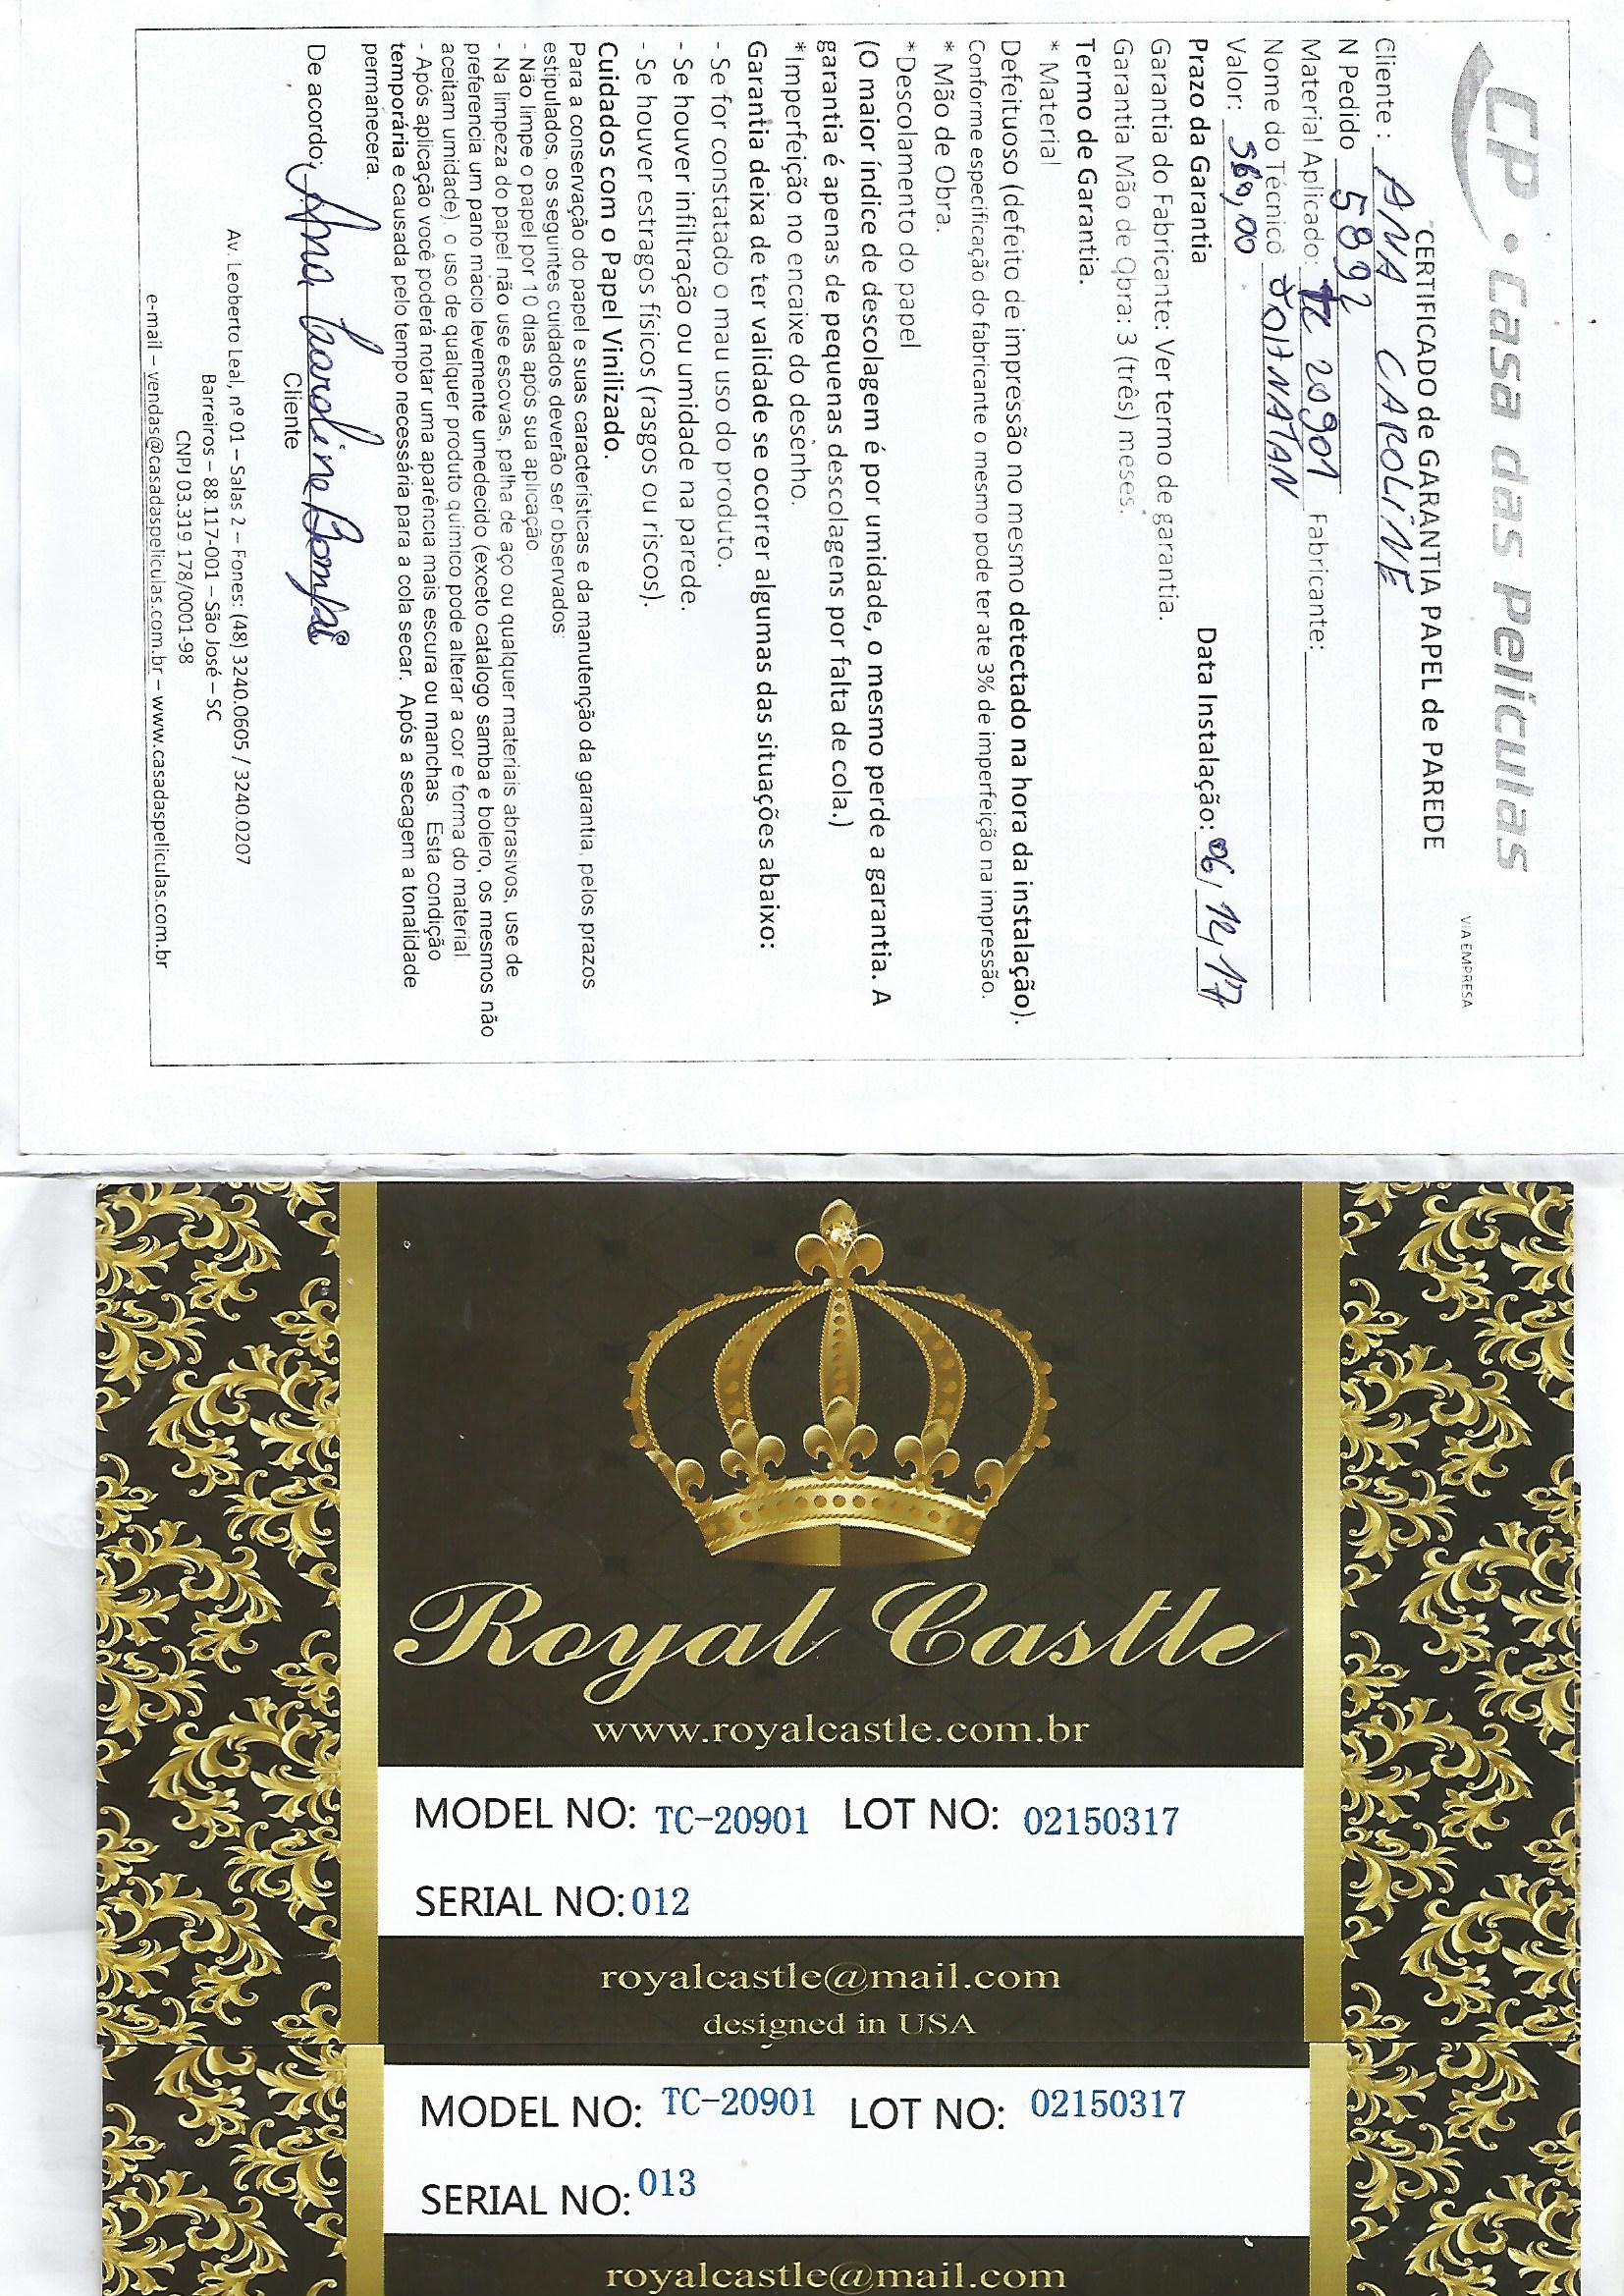 CP • Casa das Películas
VIA EMPRESA
CERTIFICADO de GARANTIA PAPEL de PAREDE
Cliente : ANA CAROLINE
N Pedido 5892
Material Aplicado: TC 20901 Fabricante:
Nome do Técnico JOHNATAN
Valor: 560,00
Prazo da Garantia Data Instalação: 06/12/17
Garantia do Fabricante: Ver termo de garantia.
Garantia Mão de Obra: 3 (três) meses.
Termo de Garantia.
* Material
Defeituoso (defeito de impressão no mesmo detectado na hora da instalação).
Conforme especificação do fabricante o mesmo pode ter ate 3% de imperfeição na impressão.
* Mão de Obra.
*Descolamento do papel
(O maior índice de descolagem é por umidade, o mesmo perde a garantia. A
garantia é apenas de pequenas descolagens por falta de cola.)
*Imperfeição no encaixe do desenho.
Garantia deixa de ter validade se ocorrer algumas das situações abaixo:
- Se for constatado o mau uso do produto.
- Se houver infiltração ou umidade na parede.
- Se houver estragos físicos (rasgos ou riscos).
Cuidados com o Papel Vinilizado.
Para a conservação do papel e suas características e da manutenção da garantia, pelos prazos
estipulados, os seguintes cuidados deverão ser observados:
- Não limpe o papel por 10 dias após sua aplicação
- Na limpeza do papel não use escovas, palha de aço ou qualquer materiais abrasivos, use de
preferencia um pano macio levemente umedecido (exceto catalogo samba e bolero, os mesmos não
aceitam umidade), o uso de qualquer produto químico pode alterar a cor e forma do material.
- Após aplicação você poderá notar uma aparência mais escura ou manchas. Esta condição
temporária e causada pelo tempo necessária para a cola secar. Após a secagem a tonalidade
permanecera.
De acordo; Ana Caroline Bomfai
Cliente
Av. Leoberto Leal, nº 01 – Salas 2 – Fones: (48) 3240.0605 / 3240.0207
Barreiros – 88.117-001 – São José – SC
CNPJ 03.319.178/0001-98
e-mail – vendas@casadaspeliculas.com.br – www.casadaspeliculas.com.br
Royal Castle
www.royalcastle.com.br
MODEL NO: TC-20901 LOT NO: 02150317
SERIAL NO: 012
royalcastle@mail.com
designed in USA
MODEL NO: TC-20901 LOT NO: 02150317
SERIAL NO: 013
royalcastle@mail.com